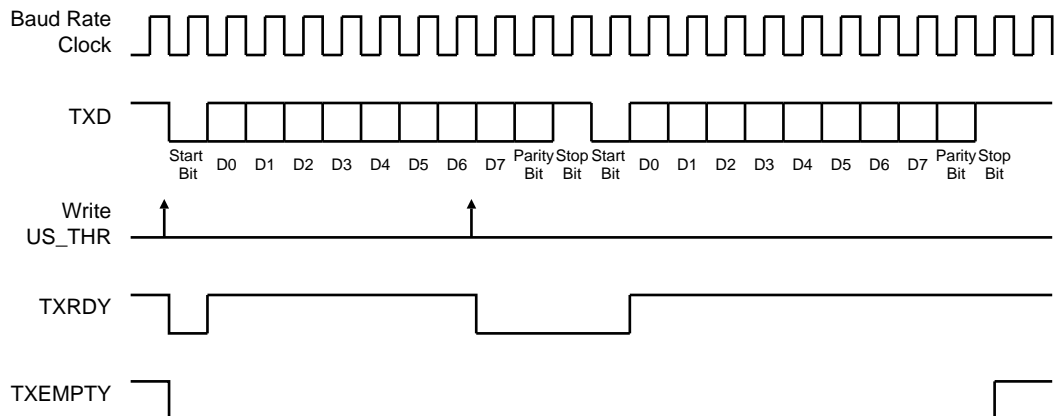 Baud Rate
Clock
TXD
Start
Bit
D0
D1
D2
D3
D4
D5
D6
D7
Parity
Bit
Stop
Bit
Start
Bit
D0
D1
D2
D3
D4
D5
D6
D7
Parity
Bit
Stop
Bit
Write
US_THR
TXRDY
TXEMPTY